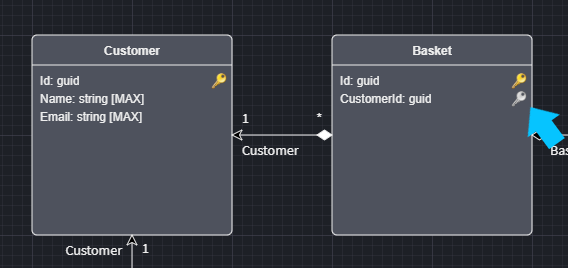 Customer
Id: guid
Name: string [MAX]
Email: string [MAX]
1
*
Customer
Basket
Id: guid
CustomerId: guid
Bas
Customer
1